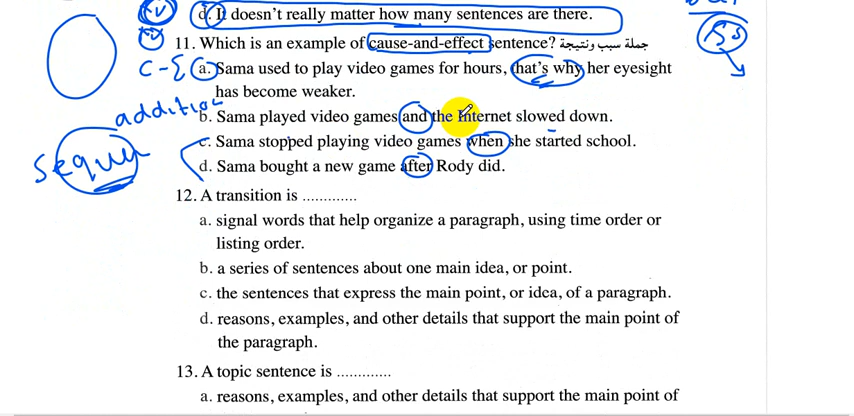 d. It doesn't really matter how many sentences are there.
11. Which is an example of cause-and-effect sentence? جملة سبب ونتيجة
C-E a. Sama used to play video games for hours, that's why her eyesight
has become weaker.
addition
b. Sama played video games and the Internet slowed down.
c. Sama stopped playing video games when she started school.
d. Sama bought a new game after Rody did.
12. A transition is .............
a. signal words that help organize a paragraph, using time order or
listing order.
b. a series of sentences about one main idea, or point.
c. the sentences that express the main point, or idea, of a paragraph.
d. reasons, examples, and other details that support the main point of
the paragraph.
13. A topic sentence is .............
a. reasons, examples, and other details that support the main point of